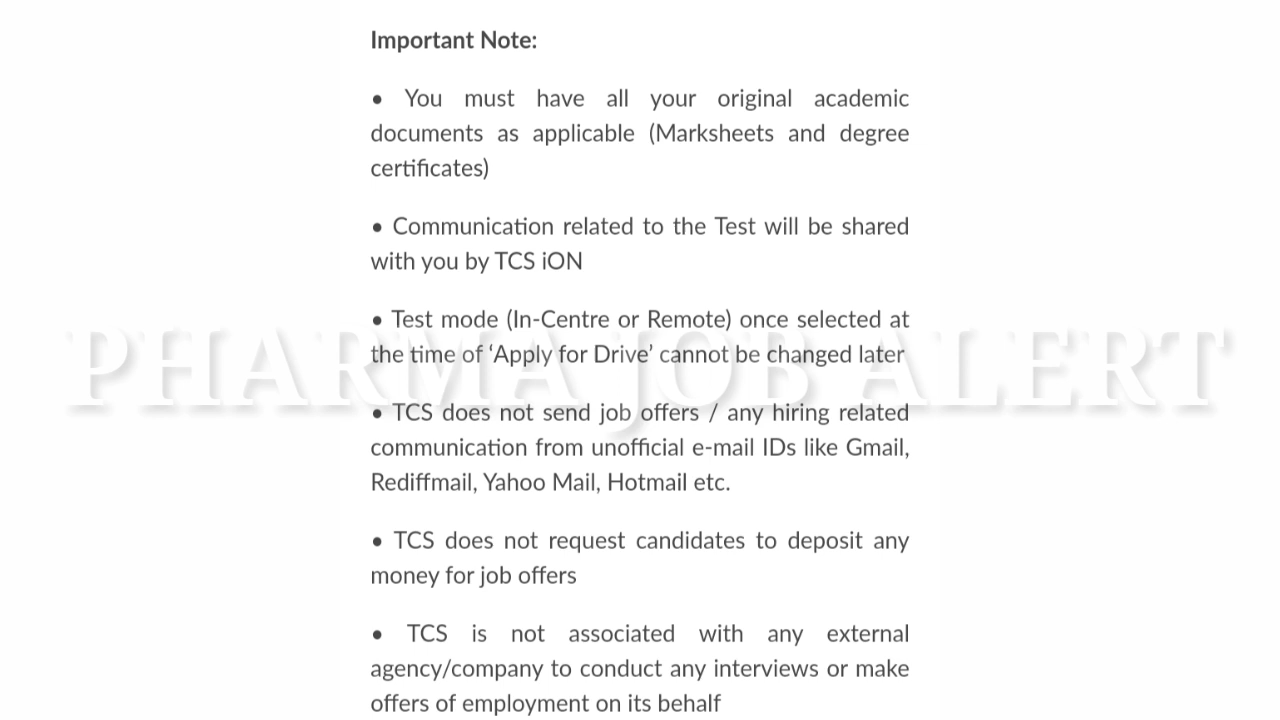 Important Note:
• You must have all your original academic
documents as applicable (Marksheets and degree
certificates)
• Communication related to the Test will be shared
with you by TCS iON
• Test mode (In-Centre or Remote) once selected at
the time of ‘Apply for Drive’ cannot be changed later
PHARMA JOB ALERT
• TCS does not send job offers / any hiring related
communication from unofficial e-mail IDs like Gmail,
Rediffmail, Yahoo Mail, Hotmail etc.
• TCS does not request candidates to deposit any
money for job offers
• TCS is not associated with any external
agency/company to conduct any interviews or make
offers of employment on its behalf